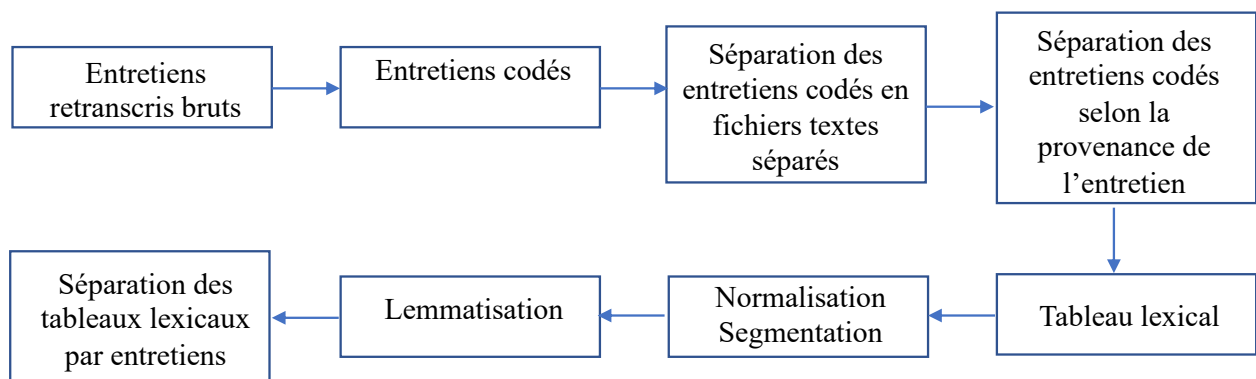 Entretiens
retranscris bruts
Entretiens codés
Séparation des
entretiens codés en
fichiers textes
séparés
Séparation des
entretiens codés
selon la
provenance de
l’entretien
Tableau lexical
Normalisation
Segmentation
Lemmatisation
Séparation des
tableaux lexicaux
par entretiens